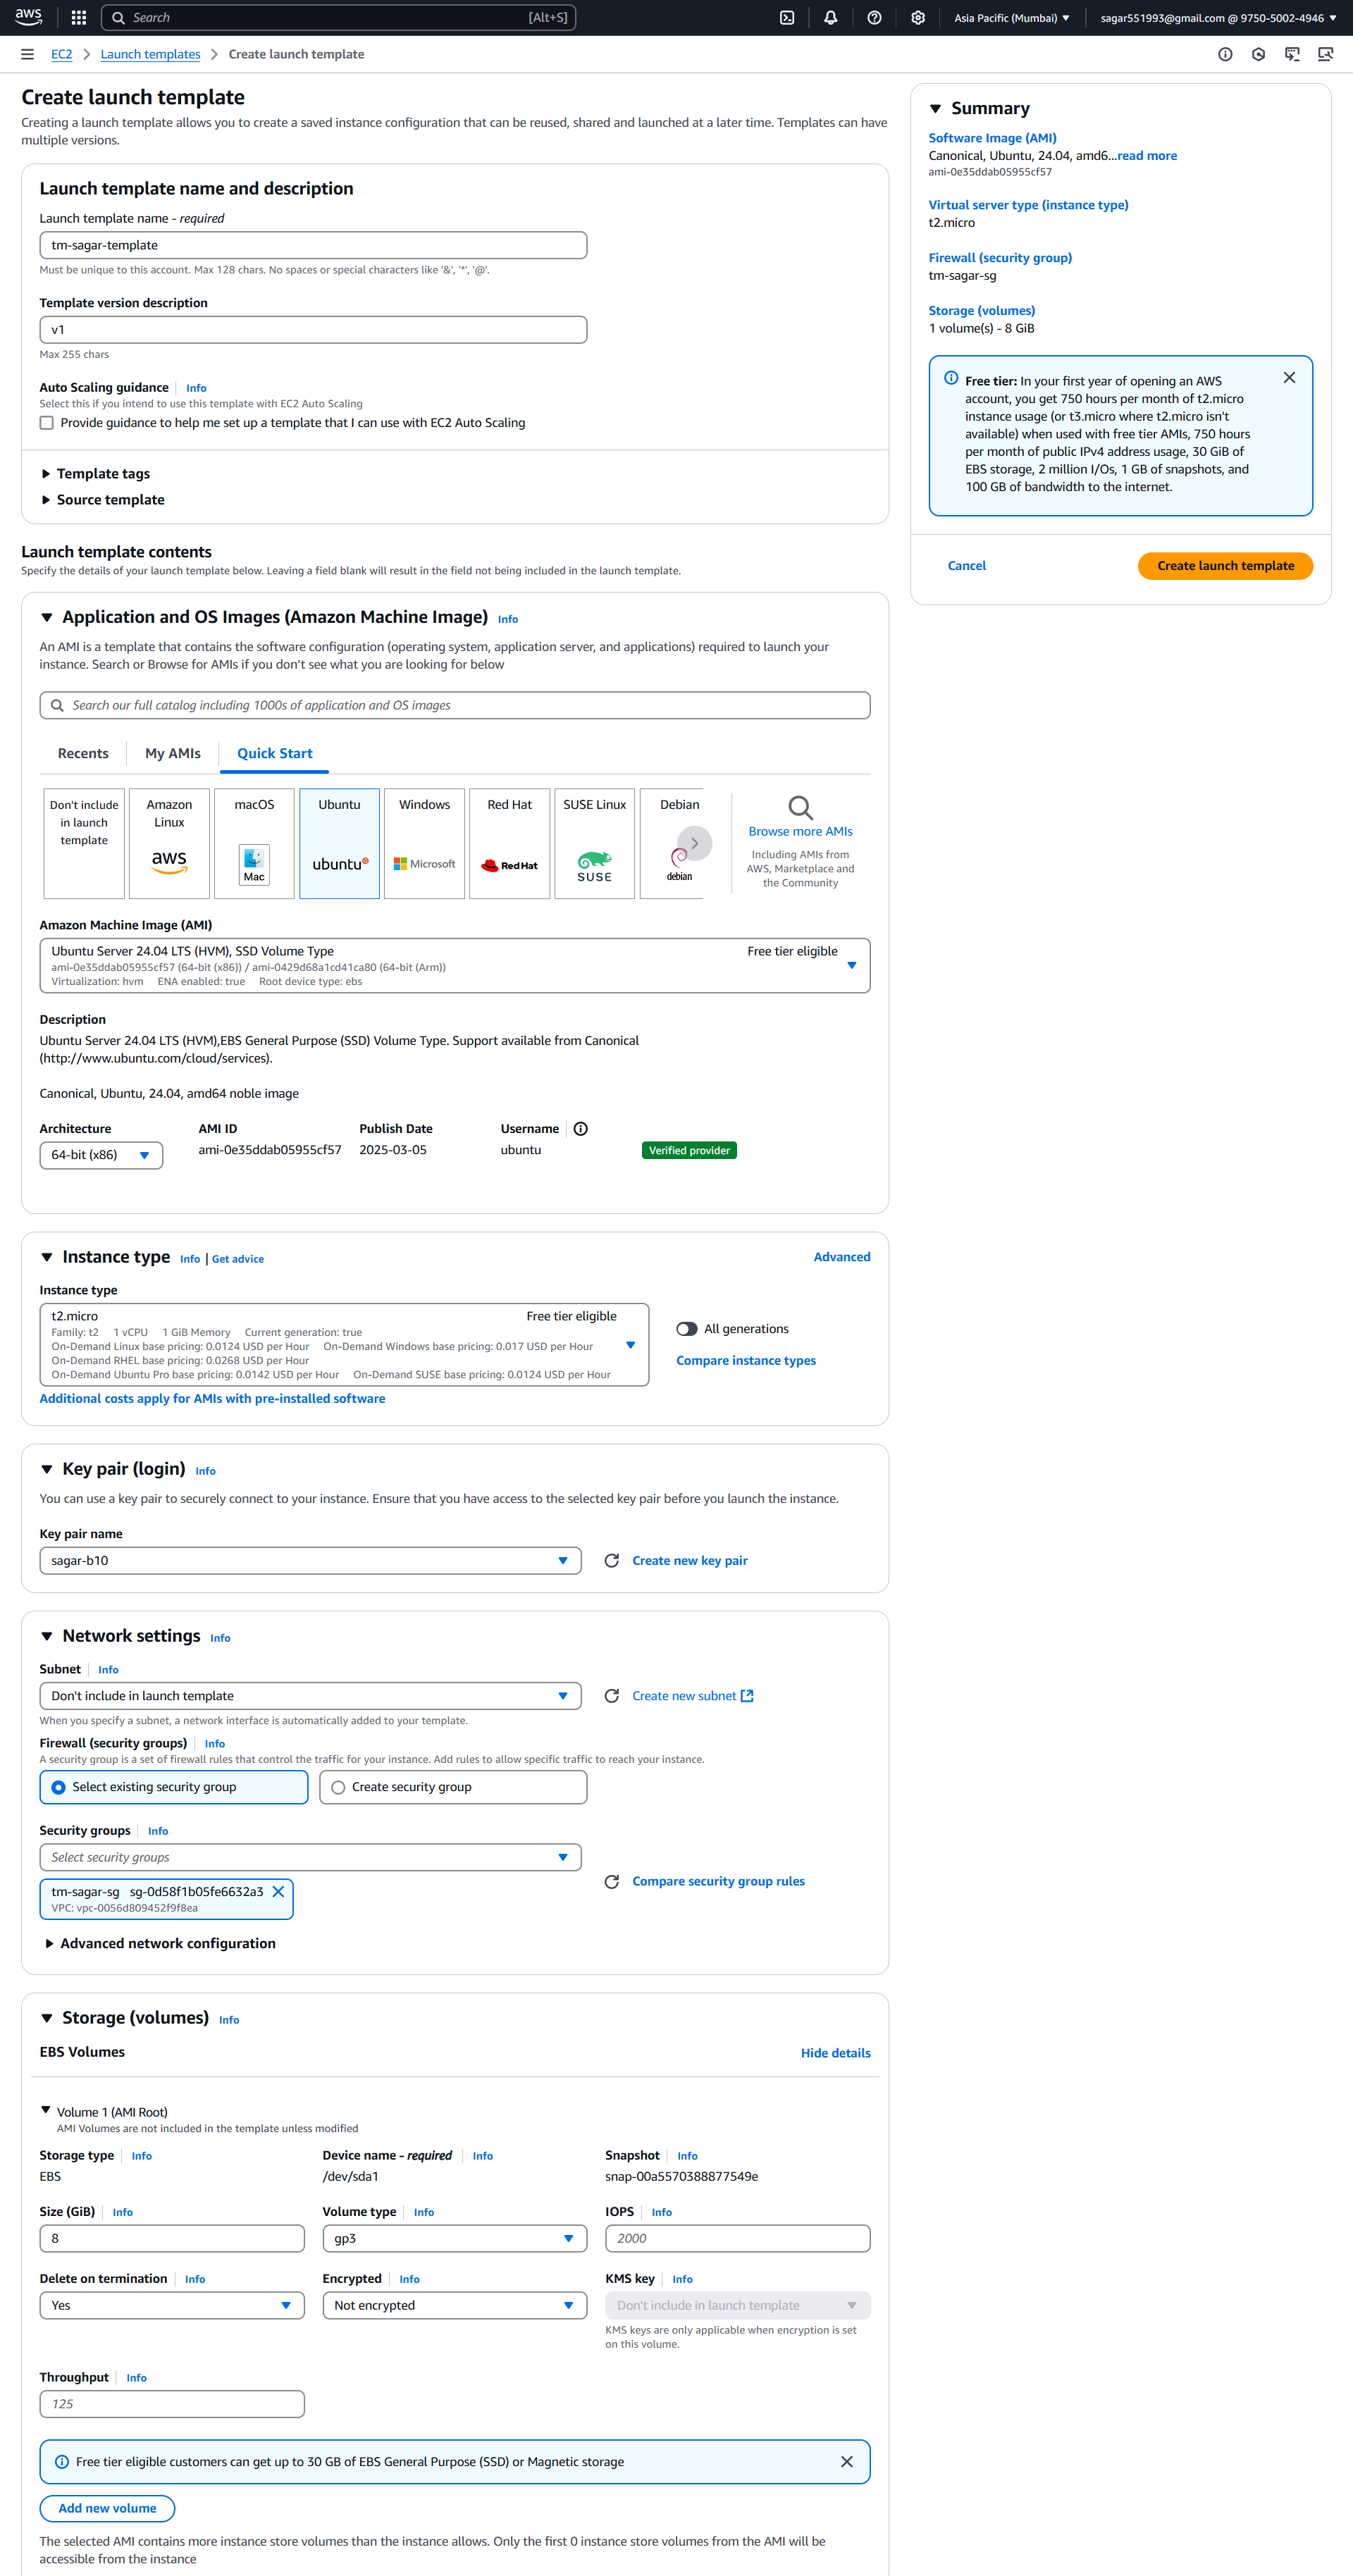 aws
Search [Alt+S]
Asia Pacific (Mumbai)
sagar551993@gmail.com @ 9750-5002-4946
EC2 Launch templates Create launch template
Create launch template
Creating a launch template allows you to create a saved instance configuration that can be reused, shared and launched at a later time. Templates can have
multiple versions.
Launch template name and description
Launch template name - required
tm-sagar-template
Must be unique to this account. Max 128 chars. No spaces or special characters like '&', '*', '@'.
Template version description
v1
Max 255 chars
Auto Scaling guidance Info
Select this if you intend to use this template with EC2 Auto Scaling
Provide guidance to help me set up a template that I can use with EC2 Auto Scaling
Template tags
Source template
Launch template contents
Specify the details of your launch template below. Leaving a field blank will result in the field not being included in the launch template.
Application and OS Images (Amazon Machine Image) Info
An AMI is a template that contains the software configuration (operating system, application server, and applications) required to launch your
instance. Search or Browse for AMIs if you don't see what you are looking for below
Search our full catalog including 1000s of application and OS images
Recents My AMIs Quick Start
Don't include
in launch
template
Amazon
Linux
aws
macOS
Mac
Ubuntu
ubuntu
Windows
Microsoft
Red Hat
Red Hat
SUSE Linux
SUSE
Debian
debian
Browse more AMIs
Including AMIs from
AWS, Marketplace and
the Community
Amazon Machine Image (AMI)
Ubuntu Server 24.04 LTS (HVM), SSD Volume Type Free tier eligible
ami-0e35ddab05955cf57 (64-bit (x86)) / ami-0429d68a1cd41ca80 (64-bit (Arm))
Virtualization: hvm ENA enabled: true Root device type: ebs
Description
Ubuntu Server 24.04 LTS (HVM),EBS General Purpose (SSD) Volume Type. Support available from Canonical
(http://www.ubuntu.com/cloud/services).
Canonical, Ubuntu, 24.04, amd64 noble image
Architecture AMI ID Publish Date Username
64-bit (x86) ami-0e35ddab05955cf57 2025-03-05 ubuntu Verified provider
Instance type Info | Get advice Advanced
Instance type
t2.micro Free tier eligible
Family: t2 1 vCPU 1 GiB Memory Current generation: true
On-Demand Linux base pricing: 0.0124 USD per Hour On-Demand Windows base pricing: 0.017 USD per Hour
On-Demand RHEL base pricing: 0.0268 USD per Hour
On-Demand Ubuntu Pro base pricing: 0.0142 USD per Hour On-Demand SUSE base pricing: 0.0124 USD per Hour
All generations
Compare instance types
Additional costs apply for AMIs with pre-installed software
Key pair (login) Info
You can use a key pair to securely connect to your instance. Ensure that you have access to the selected key pair before you launch the instance.
Key pair name
sagar-b10 Create new key pair
Network settings Info
Subnet Info
Don't include in launch template Create new subnet
When you specify a subnet, a network interface is automatically added to your template.
Firewall (security groups) Info
A security group is a set of firewall rules that control the traffic for your instance. Add rules to allow specific traffic to reach your instance.
Select existing security group Create security group
Security groups Info
Select security groups
Compare security group rules
tm-sagar-sg sg-0d58f1b05fe6632a3
VPC: vpc-0056d809452f9f8ea
Advanced network configuration
Storage (volumes) Info
EBS Volumes Hide details
Volume 1 (AMI Root)
AMI Volumes are not included in the template unless modified
Storage type Info Device name - required Info Snapshot Info
EBS /dev/sda1 snap-00a5570388877549e
Size (GiB) Info Volume type Info IOPS Info
8 gp3 2000
Delete on termination Info Encrypted Info KMS key Info
Yes Not encrypted Don't include in launch template
KMS keys are only applicable when encryption is set
on this volume.
Throughput Info
125
Free tier eligible customers can get up to 30 GB of EBS General Purpose (SSD) or Magnetic storage
Add new volume
The selected AMI contains more instance store volumes than the instance allows. Only the first 0 instance store volumes from the AMI will be
accessible from the instance
Summary
Software Image (AMI)
Canonical, Ubuntu, 24.04, amd6...read more
ami-0e35ddab05955cf57
Virtual server type (instance type)
t2.micro
Firewall (security group)
tm-sagar-sg
Storage (volumes)
1 volume(s) - 8 GiB
Free tier: In your first year of opening an AWS
account, you get 750 hours per month of t2.micro
instance usage (or t3.micro where t2.micro isn't
available) when used with free tier AMIs, 750 hours
per month of public IPv4 address usage, 30 GiB of
EBS storage, 2 million I/Os, 1 GB of snapshots, and
100 GB of bandwidth to the internet.
Cancel Create launch template